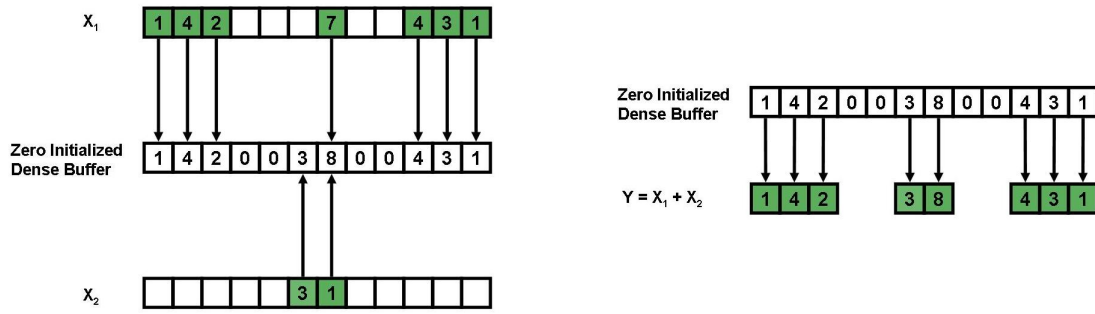 X₁ 1 4 2 7 4 3 1
Zero Initialized
Dense Buffer
1 4 2 0 0 3 8 0 0 4 3 1
X₂ 3 1
Zero Initialized
Dense Buffer
1 4 2 0 0 3 8 0 0 4 3 1
Y = X₁ + X₂ 1 4 2 3 8 4 3 1